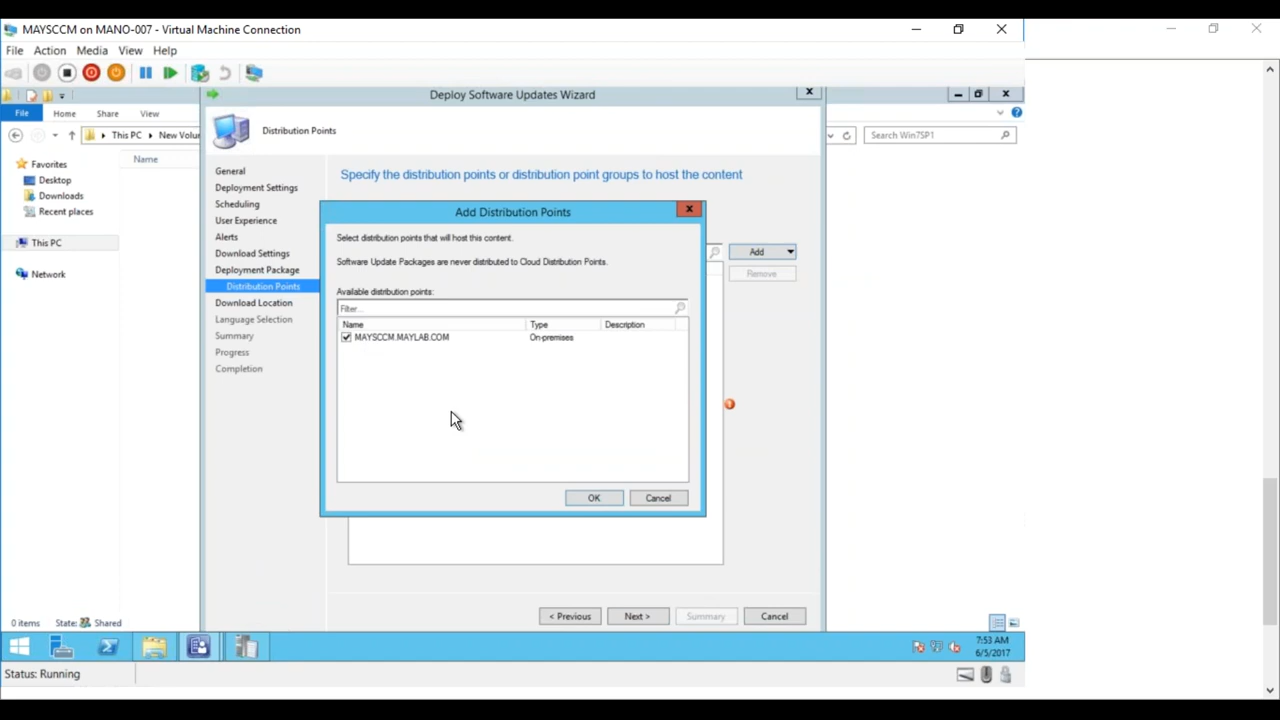 MAYSCCM on MANO-007 - Virtual Machine Connection
File Action Media View Help
Deploy Software Updates Wizard
File Home Share View
Distribution Points
This PC New Volu
Search Win7SP1
Name
Favorites
Desktop
Downloads
Recent places
This PC
Network
General
Deployment Settings
Scheduling
User Experience
Alerts
Download Settings
Deployment Package
Distribution Points
Download Location
Language Selection
Summary
Progress
Completion
Specify the distribution points or distribution point groups to host the content
Add
Remove
Add Distribution Points
Select distribution points that will host this content.
Software Update Packages are never distributed to Cloud Distribution Points.
Available distribution points:
Filter...
Name Type Description
MAYSCCM.MAYLAB.COM On-premises
OK Cancel
< Previous Next > Summary Cancel
0 items State: Shared
7:53 AM
6/5/2017
Status: Running